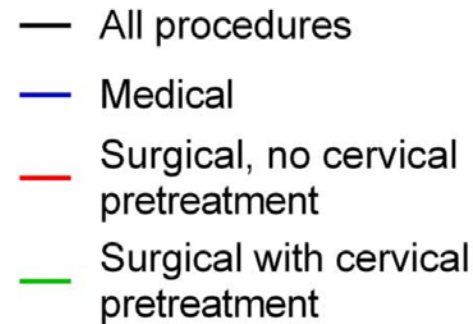 All procedures
Medical
Surgical, no cervical
pretreatment
Surgical with cervical
pretreatment